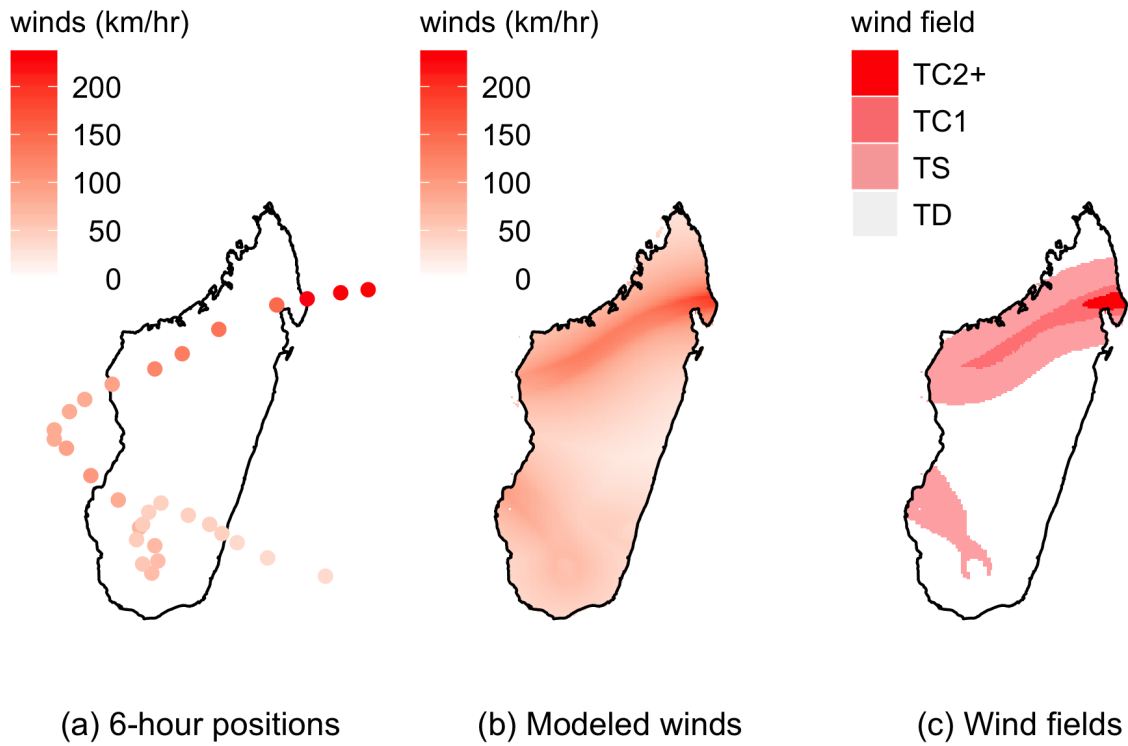 winds (km/hr)
200
150
100
50
0
(a) 6-hour positions
winds (km/hr)
200
150
100
50
0
(b) Modeled winds
wind field
TC2+
TC1
TS
TD
(c) Wind fields